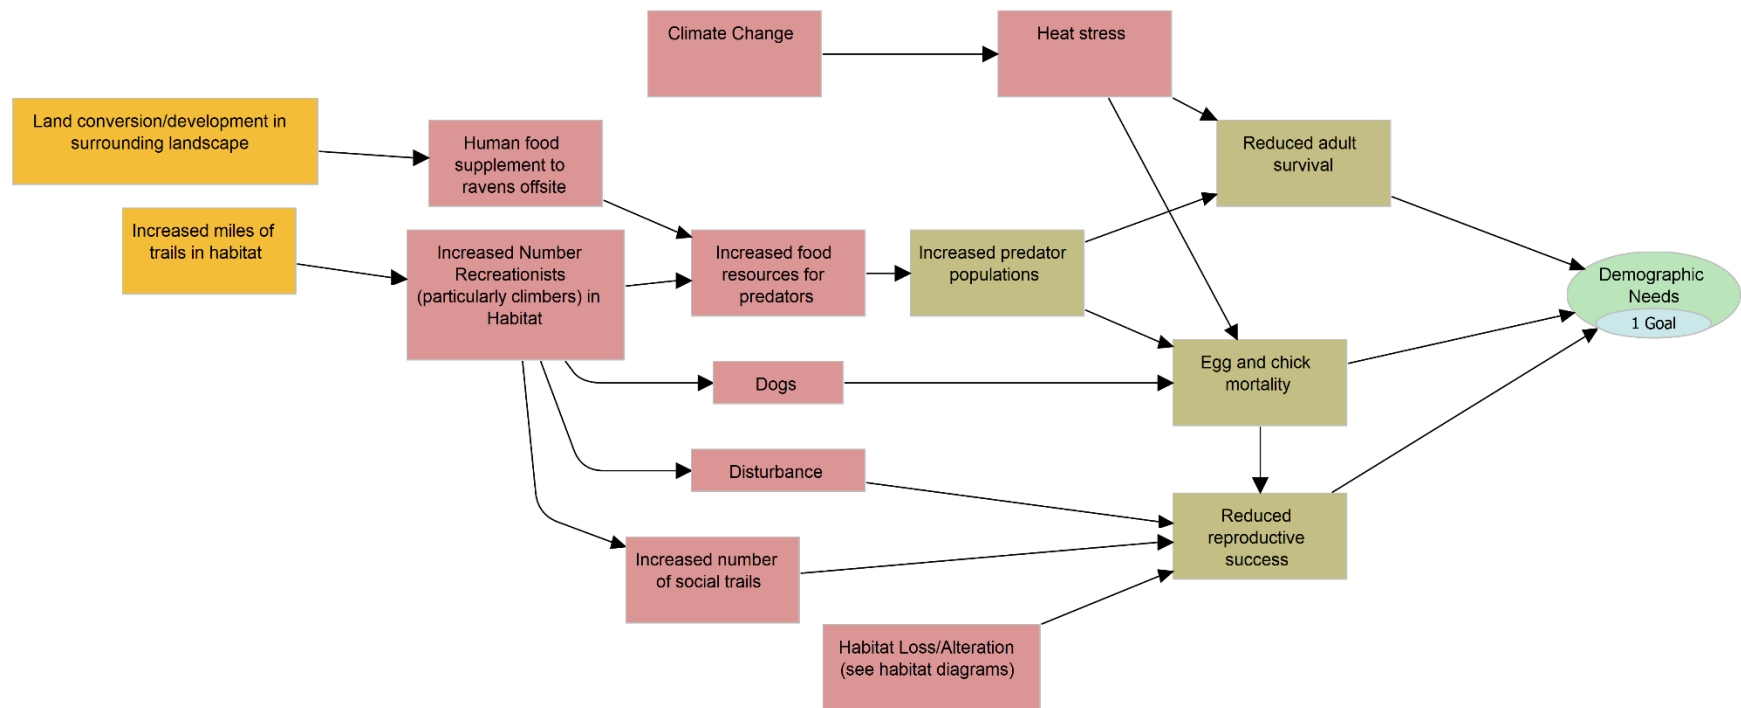 Climate Change
Heat stress
Land conversion/development in
surrounding landscape
Human food
supplement to
ravens offsite
Reduced adult
survival
Increased miles of
trails in habitat
Increased Number
Recreationists
(particularly climbers) in
Habitat
Increased food
resources for
predators
Increased predator
populations
Demographic
Needs
1 Goal
Dogs
Egg and chick
mortality
Disturbance
Reduced
reproductive
success
Increased number
of social trails
Habitat Loss/Alteration
(see habitat diagrams)